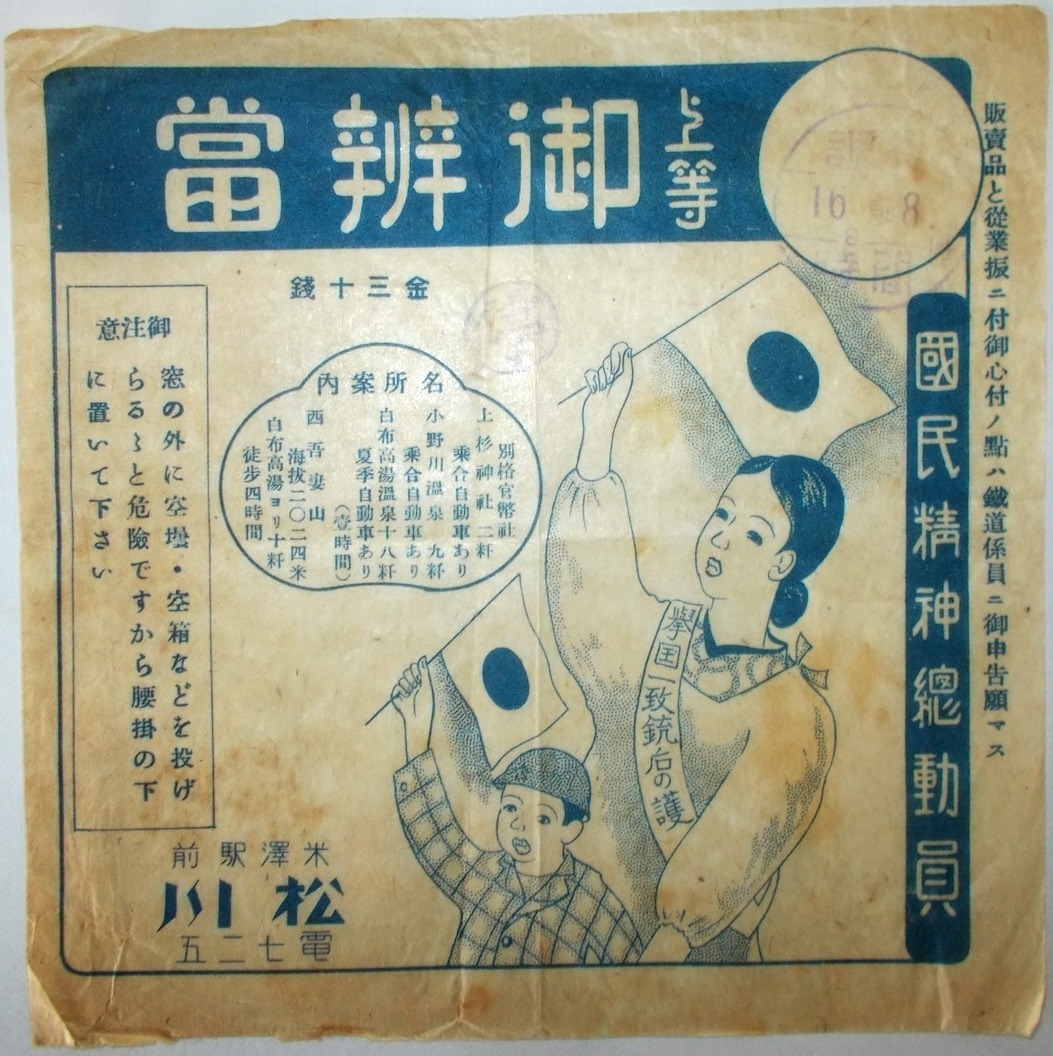 販賣品と從業振ニ付御心付ノ點ハ鐵道係員ニ御申告願マス
上等
御辨當
金三十錢
國民精神總動員
調
16 8
間
名所案內
別格官幣社
上杉神社二粁
乘合自動車あり
小野川溫泉 九粁
乘合自動車あり
白布高湯溫泉十八粁
夏季自動車あり
(壹時間)
西吾妻山
海拔二〇二四米
白布高湯ヨリ十粁
徒步四時間
御注意
窓の外に空壜・空箱などを投げ
らるゝと危險ですから腰掛の下
に置いて下さい
擧国一致銃后の護
米澤駅前
松川
電七二五